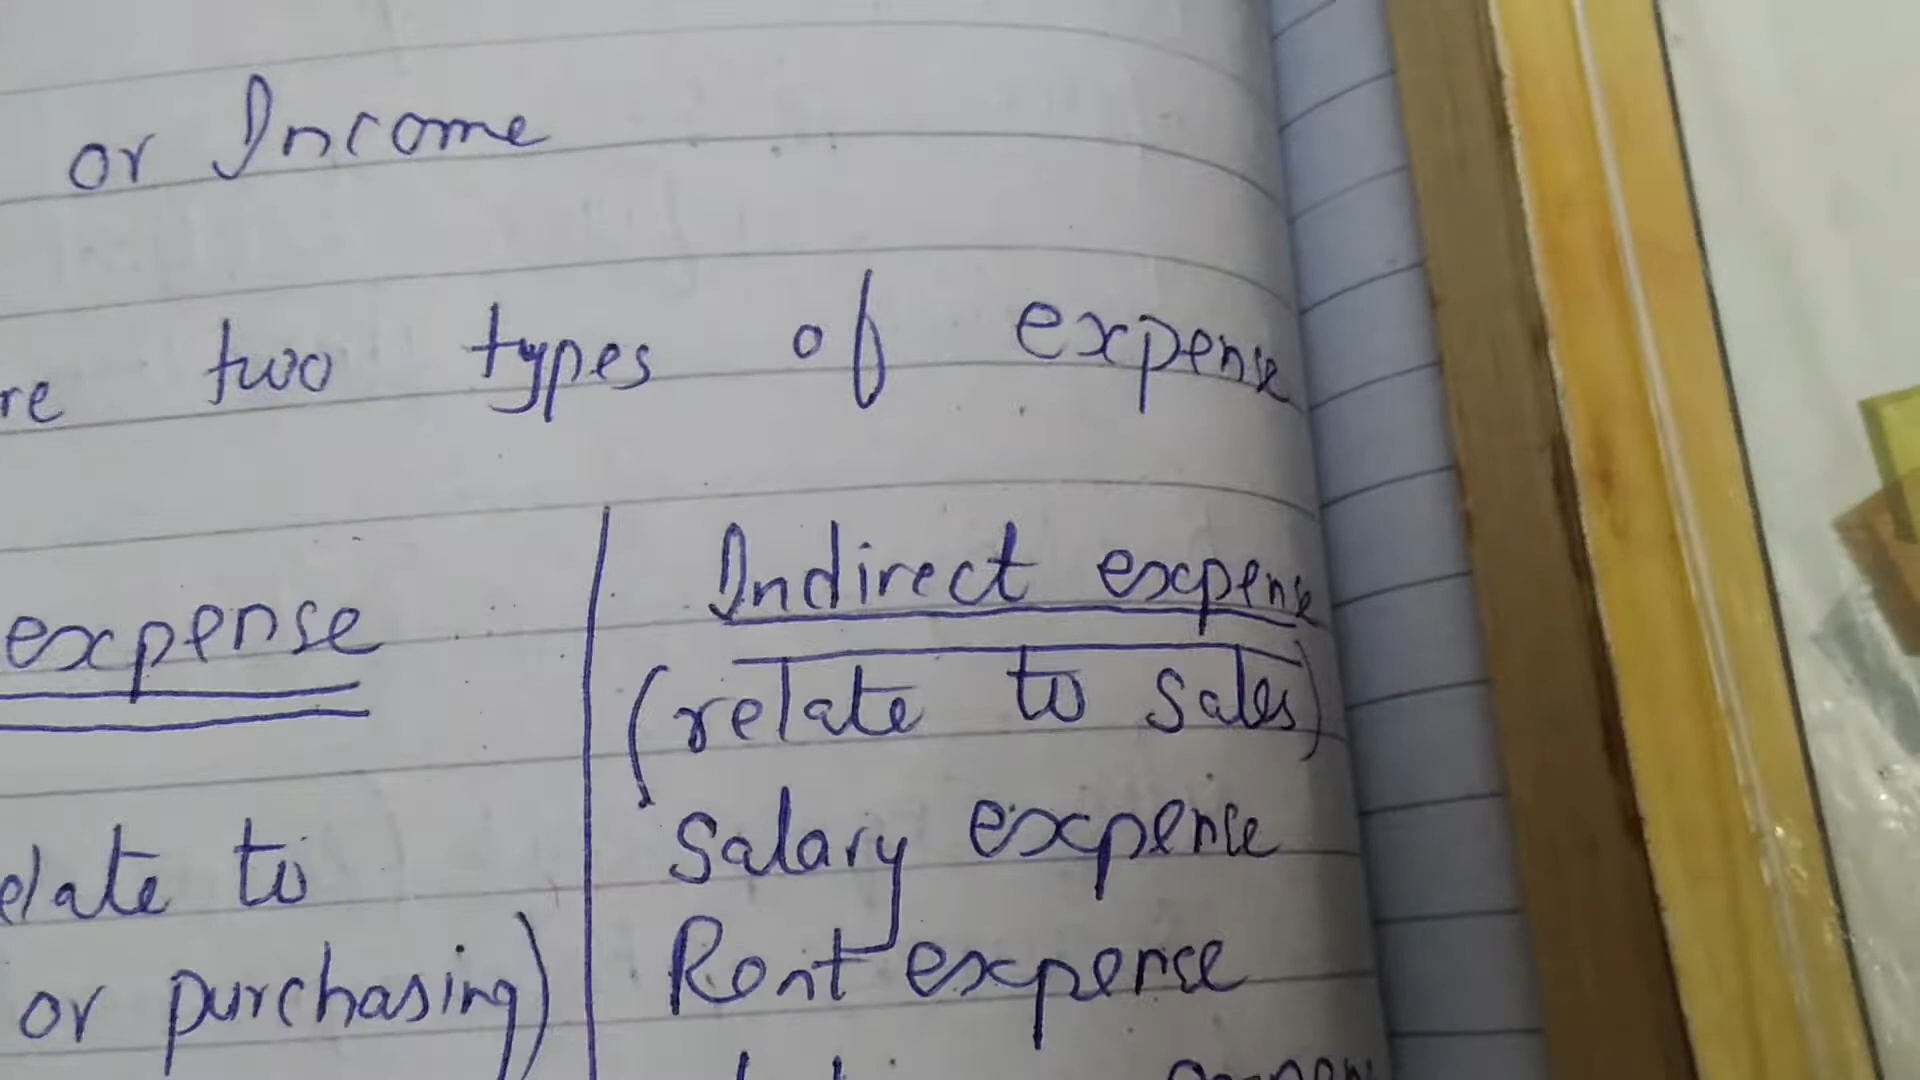 or Income
re two types of expense
expense
elate to
or purchasing)
Indirect expense
(relate to sales)
Salary expense
Rent expense